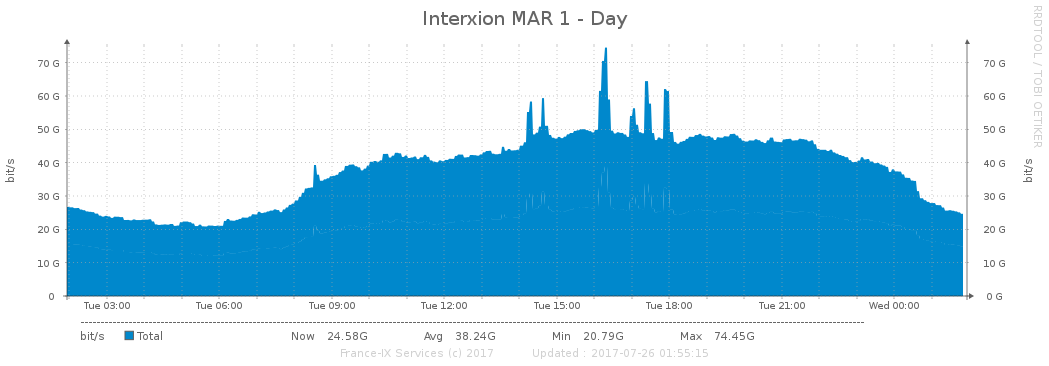 Interxion MAR 1 - Day
RRDTOOL / TOBI OETIKER
70 G 70 G
60 G 60 G
50 G 50 G
40 G 40 G
30 G 30 G
20 G 20 G
10 G 10 G
0 0 G
bit/s bit/s
Tue 03:00 Tue 06:00 Tue 09:00 Tue 12:00 Tue 15:00 Tue 18:00 Tue 21:00 Wed 00:00
bit/s Total Now 24.58G Avg 38.24G Min 20.79G Max 74.45G
France-IX Services (c) 2017 Updated : 2017-07-26 01:55:15